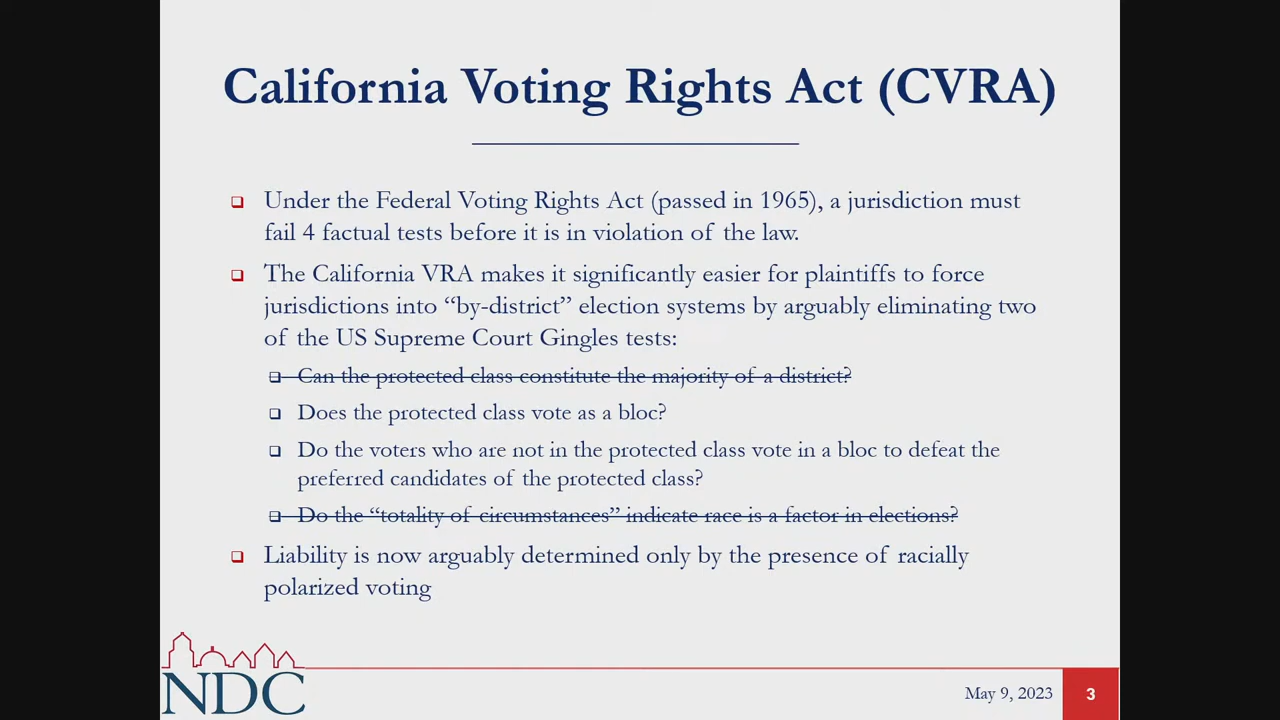 California Voting Rights Act (CVRA)
❑ Under the Federal Voting Rights Act (passed in 1965), a jurisdiction must
fail 4 factual tests before it is in violation of the law.
❑ The California VRA makes it significantly easier for plaintiffs to force
jurisdictions into “by-district” election systems by arguably eliminating two
of the US Supreme Court Gingles tests:
❑ Can the protected class constitute the majority of a district?
❑ Does the protected class vote as a bloc?
❑ Do the voters who are not in the protected class vote in a bloc to defeat the
preferred candidates of the protected class?
❑ Do the “totality of circumstances” indicate race is a factor in elections?
❑ Liability is now arguably determined only by the presence of racially
polarized voting
NDC
May 9, 2023
3